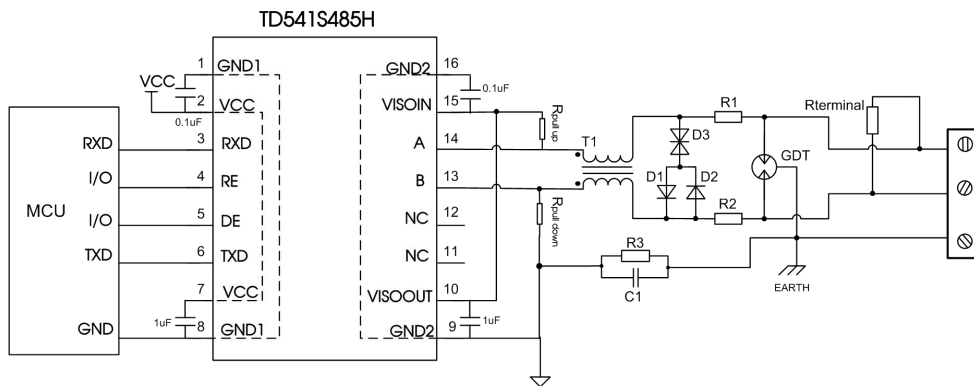 TD541S485H
1
GND1
VCC
2
VCC
0.1uF
MCU
RXD
3
RXD
I/O
4
RE
I/O
5
DE
TXD
6
TXD
7
VCC
1uF
GND
8
GND1
GND2
16
0.1uF
VISOIN
15
A
14
B
13
NC
12
NC
11
VISOOUT
10
1uF
GND2
9
Rpull up
Rpull down
T1
D3
D1
D2
R1
R2
GDT
Rterminal
R3
C1
EARTH